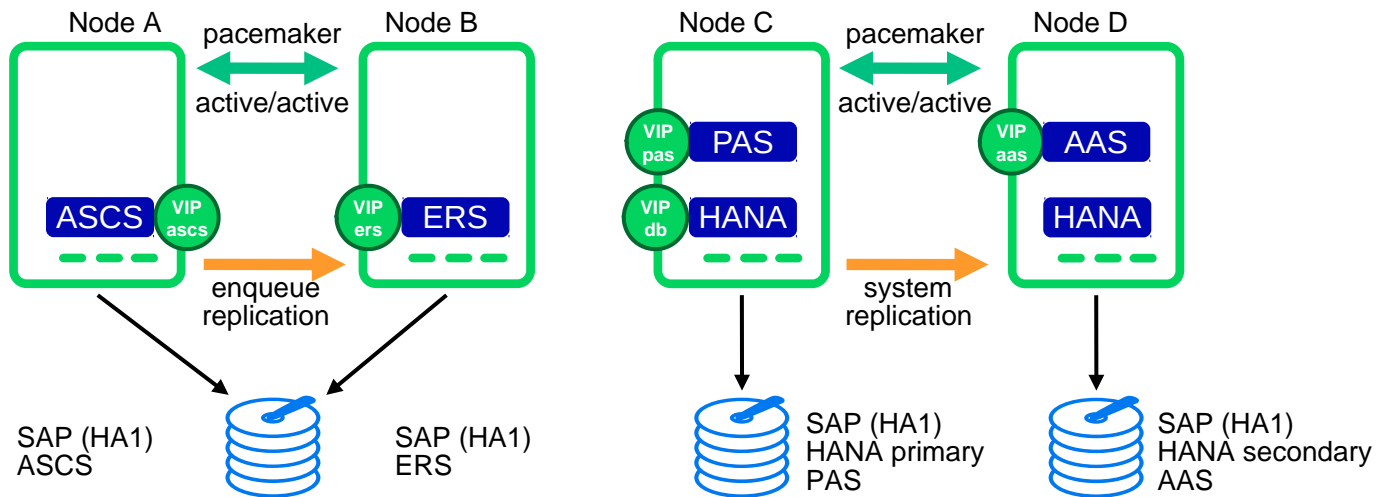 Node A
Node B
pacemaker
active/active
ASCS
VIP
ascs
VIP
ers
ERS
enqueue
replication
SAP (HA1)
ASCS
SAP (HA1)
ERS
Node C
Node D
pacemaker
active/active
VIP
pas
PAS
VIP
db
HANA
VIP
aas
AAS
HANA
system
replication
SAP (HA1)
HANA primary
PAS
SAP (HA1)
HANA secondary
AAS